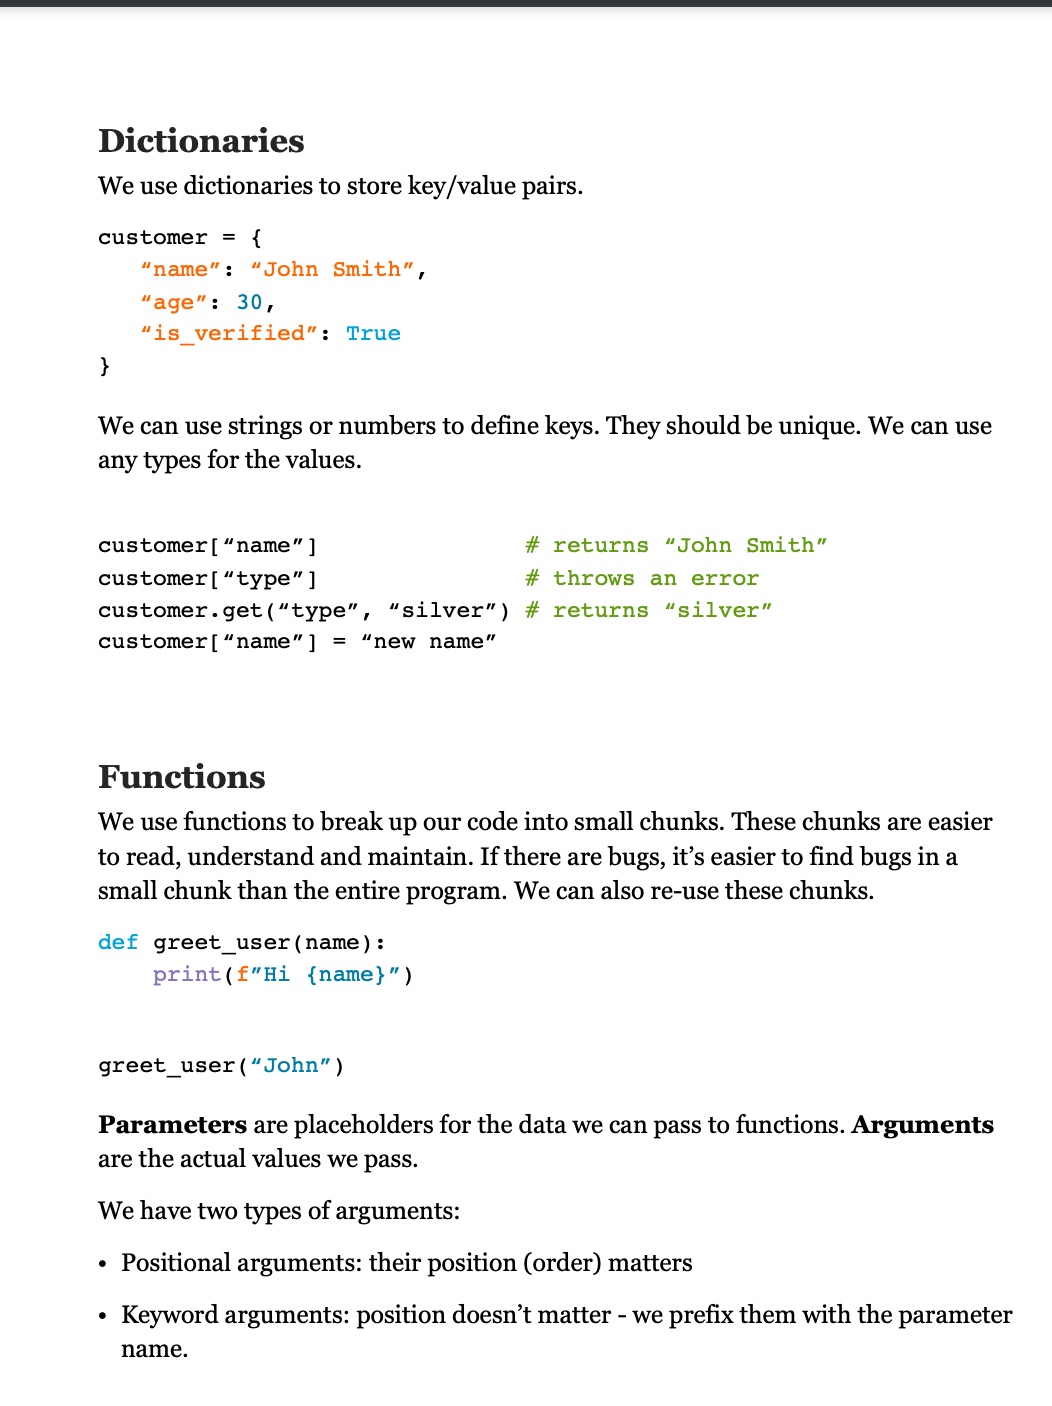 Dictionaries
We use dictionaries to store key/value pairs.
customer = {
“name”: “John Smith”,
“age”: 30,
“is_verified”: True
}
We can use strings or numbers to define keys. They should be unique. We can use
any types for the values.
customer[“name”] # returns “John Smith”
customer[“type”] # throws an error
customer.get(“type”, “silver”) # returns “silver”
customer[“name”] = “new name”
Functions
We use functions to break up our code into small chunks. These chunks are easier
to read, understand and maintain. If there are bugs, it’s easier to find bugs in a
small chunk than the entire program. We can also re-use these chunks.
def greet_user(name):
print(f”Hi {name}”)
greet_user(“John”)
Parameters are placeholders for the data we can pass to functions. Arguments
are the actual values we pass.
We have two types of arguments:
• Positional arguments: their position (order) matters
• Keyword arguments: position doesn’t matter - we prefix them with the parameter
name.